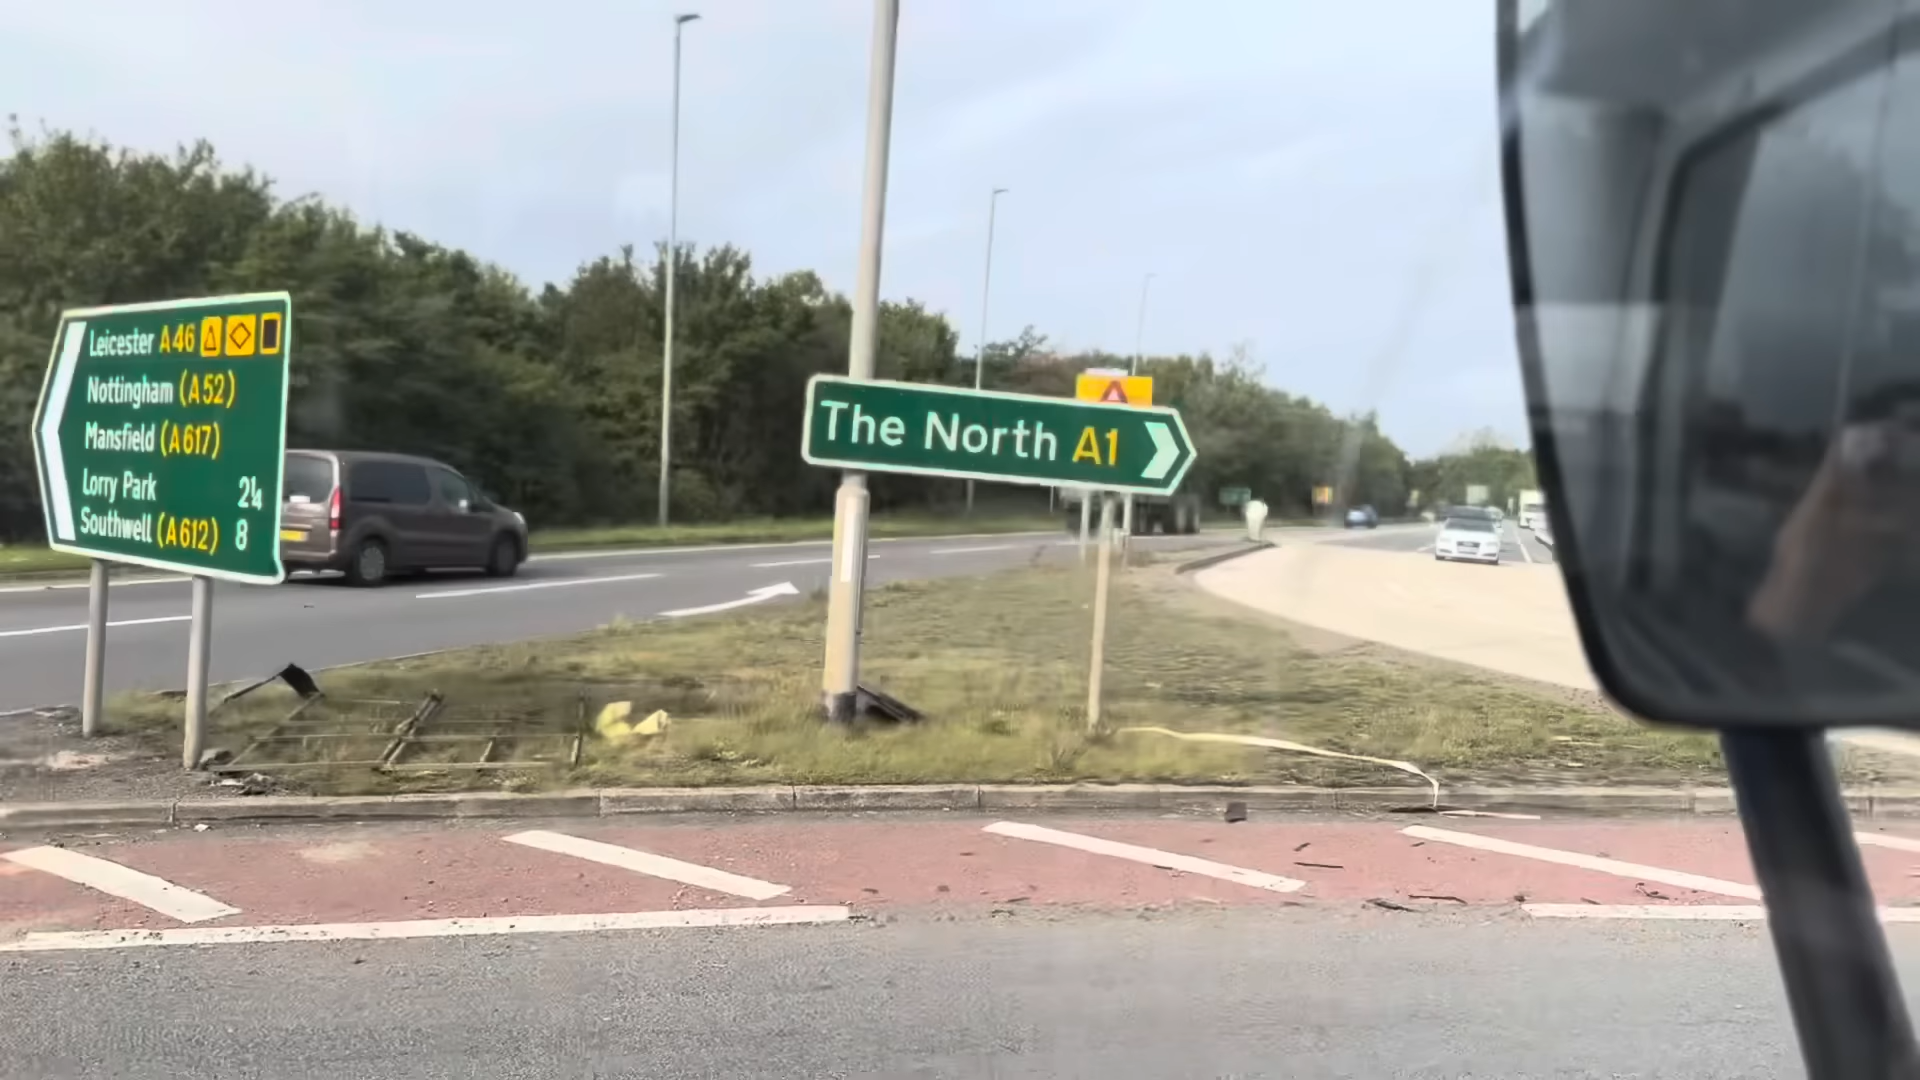 Leicester A46
Nottingham (A52)
Mansfield (A617)
Lorry Park 2¼
Southwell (A612) 8
The North A1